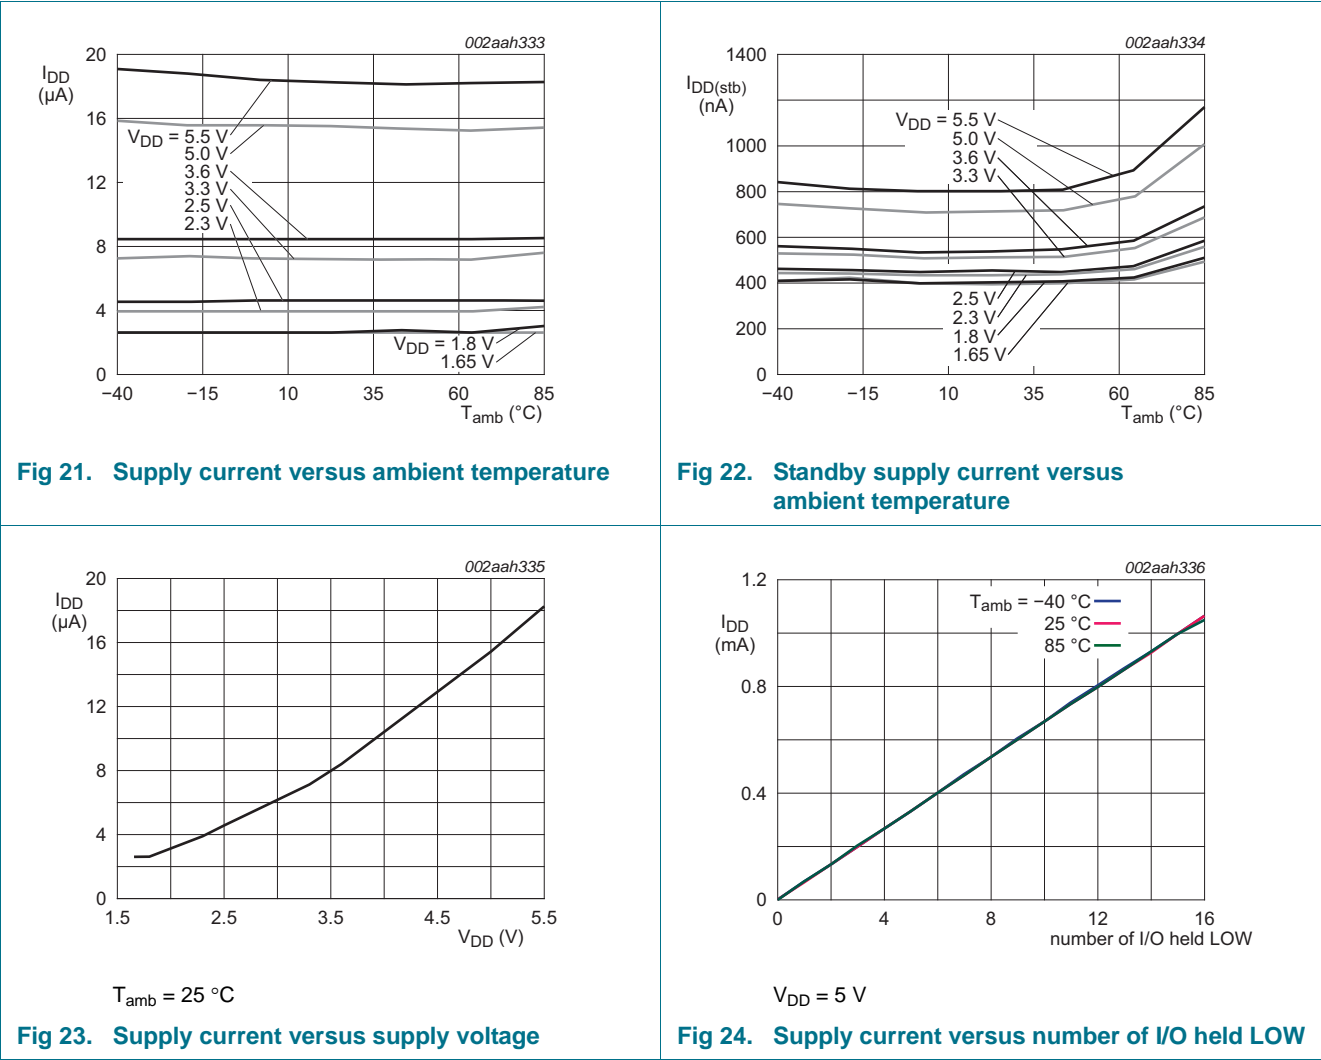 002aah333
20
16
12
8
4
0
IDD
(μA)
VDD = 5.5 V
5.0 V
3.6 V
3.3 V
2.5 V
2.3 V
VDD = 1.8 V
1.65 V
−40 −15 10 35 60 85
Tamb (°C)
Fig 21. Supply current versus ambient temperature
002aah334
1400
1000
800
600
400
200
0
IDD(stb)
(nA)
VDD = 5.5 V
5.0 V
3.6 V
3.3 V
2.5 V
2.3 V
1.8 V
1.65 V
−40 −15 10 35 60 85
Tamb (°C)
Fig 22. Standby supply current versus
ambient temperature
002aah335
20
16
12
8
4
0
IDD
(μA)
1.5 2.5 3.5 4.5 5.5
VDD (V)
Tamb = 25 °C
Fig 23. Supply current versus supply voltage
002aah336
1.2
0.8
0.4
0
IDD
(mA)
Tamb = −40 °C
25 °C
85 °C
0 4 8 12 16
number of I/O held LOW
VDD = 5 V
Fig 24. Supply current versus number of I/O held LOW